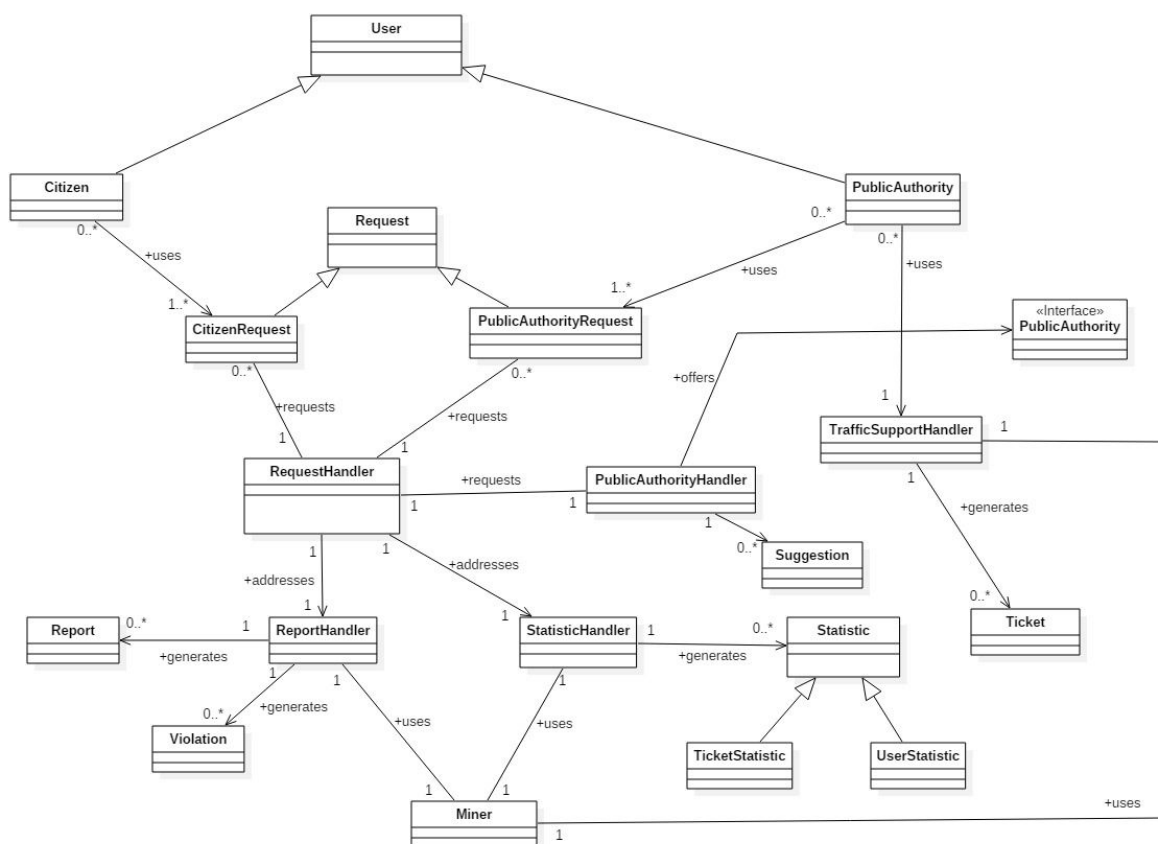 User
Citizen
PublicAuthority
0..*
0..*
0..*
Request
+uses
+uses
+uses
1..*
1..*
CitizenRequest
PublicAuthorityRequest
«Interface»
PublicAuthority
0..*
0..*
+offers
+requests
+requests
1
1
1
TrafficSupportHandler
1
RequestHandler
+requests
PublicAuthorityHandler
1
1
1
1
+generates
1
1
0..*
Suggestion
+addresses
+addresses
1
1
0..*
Report
0..*
1
ReportHandler
StatisticHandler
1
0..*
Statistic
Ticket
+generates
+generates
1
1
1
+generates
0..*
+uses
+uses
Violation
TicketStatistic
UserStatistic
1
1
Miner
+uses
1